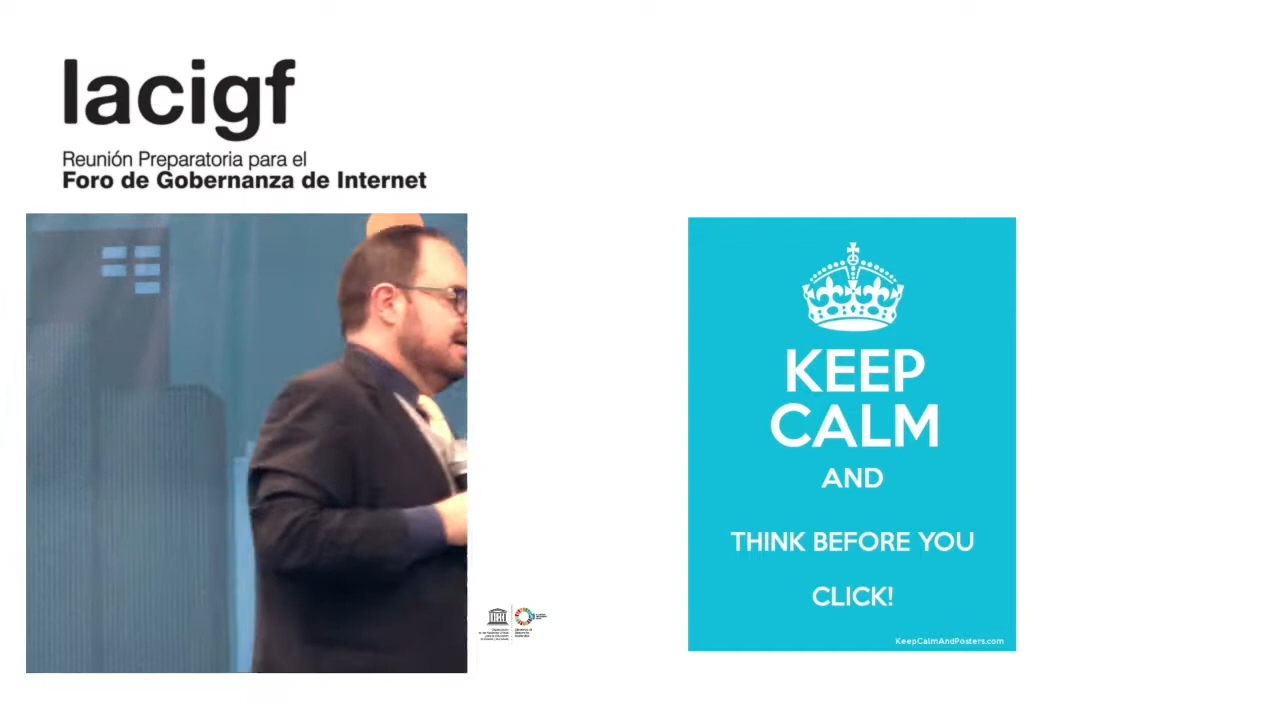 lacigf
Reunión Preparatoria para el
Foro de Gobernanza de Internet
KEEP
CALM
AND
THINK BEFORE YOU
CLICK!
KeepCalmAndPosters.com